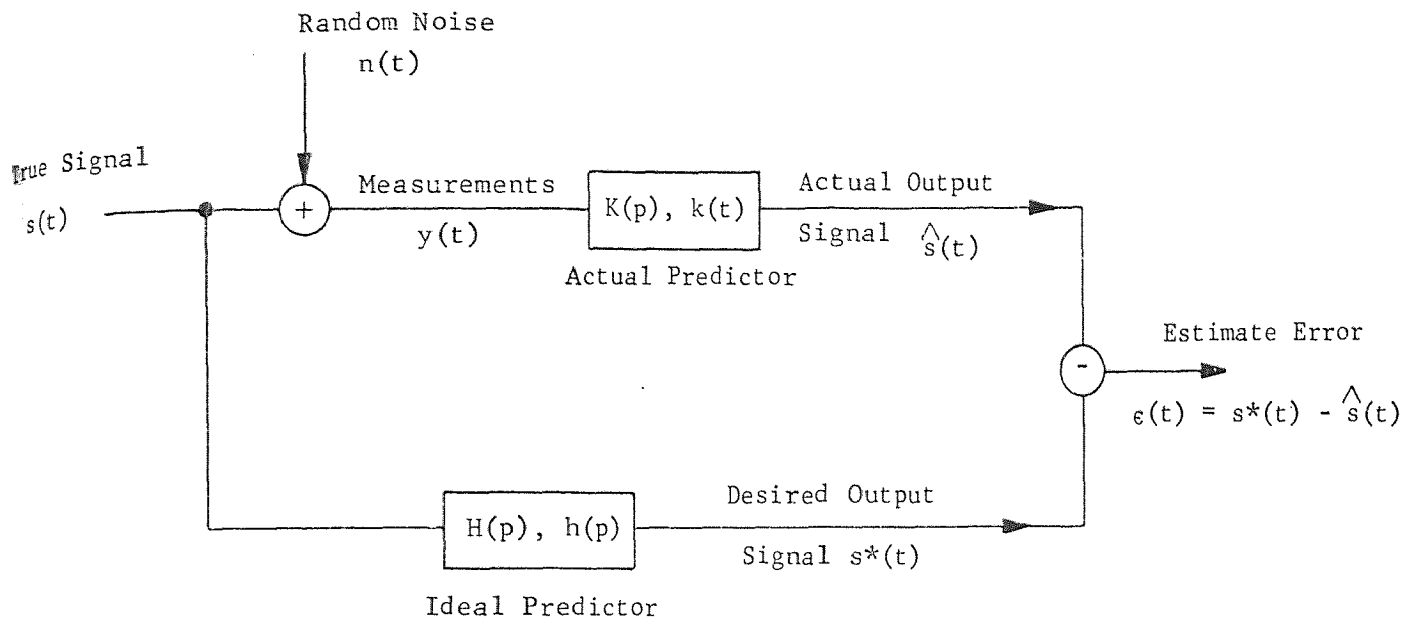 Random Noise
n(t)
True Signal
s(t)
+
Measurements
y(t)
K(p), k(t)
Actual Predictor
Actual Output
Signal ŝ(t)
-
Estimate Error
ϵ(t) = s*(t) - ŝ(t)
H(p), h(p)
Ideal Predictor
Desired Output
Signal s*(t)